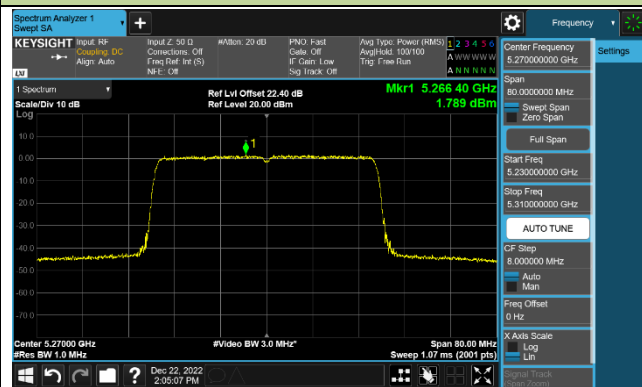 Spectrum Analyzer 1
Swept SA
Frequency
KEYSIGHT
Input: RF
Coupling: DC
Align: Auto
Input Z: 50 Ω
Corrections: Off
Freq Ref: Int (S)
NFE: Off
#Atten: 20 dB
PNO: Fast
Gate: Off
IF Gain: Low
Sig Track: Off
Avg Type: Power (RMS)
Avg|Hold: 100/100
Trig: Free Run
1 2 3 4 5 6
A W W W W W
A N N N N N
LXI
1 Spectrum
Scale/Div 10 dB
Log
Ref Lvl Offset 22.40 dB
Ref Level 20.00 dBm
Mkr1 5.266 40 GHz
1.789 dBm
10.0
0.00
-10.0
-20.0
-30.0
-40.0
-50.0
-60.0
-70.0
1
Center 5.27000 GHz
#Res BW 1.0 MHz
#Video BW 3.0 MHz*
Span 80.00 MHz
Sweep 1.07 ms (2001 pts)
Dec 22, 2022
2:05:07 PM
Center Frequency
5.270000000 GHz
Settings
Span
80.0000000 MHz
Swept Span
Zero Span
Full Span
Start Freq
5.230000000 GHz
Stop Freq
5.310000000 GHz
AUTO TUNE
CF Step
8.000000 MHz
Auto
Man
Freq Offset
0 Hz
X Axis Scale
Log
Lin
Signal Track
(Span Zoom)